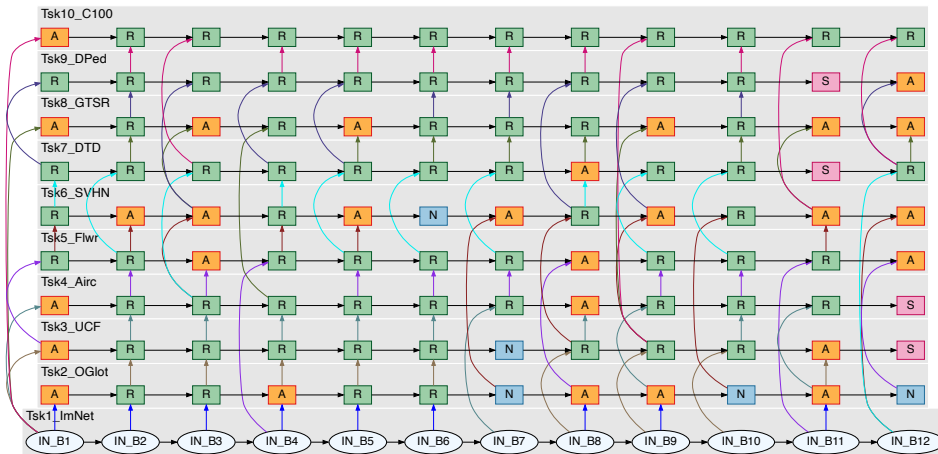 Tsk10_C100
A R R R R R R R R R R R
Tsk9_DPed
R R R R R R R R R R S A
Tsk8_GTSR
A R A R A R R R A R A A
Tsk7_DTD
R R R R R R R A R R S R
Tsk6_SVHN
R A A R A N A R A R A A
Tsk5_Flwr
R R A R R R R A R R R A
Tsk4_Airc
A R R R R R R A R R R S
Tsk3_UCF
A R R R R R N R R R A S
Tsk2_OGlot
A R R A R R N A A N A N
Tsk1_ImNet
IN_B1 IN_B2 IN_B3 IN_B4 IN_B5 IN_B6 IN_B7 IN_B8 IN_B9 IN_B10 IN_B11 IN_B12